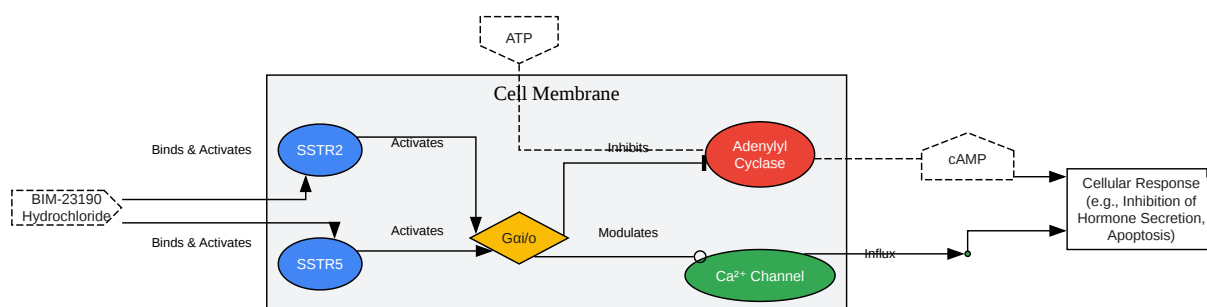 ATP
Cell Membrane
Binds & Activates
SSTR2
Activates
Inhibits
Adenylyl
Cyclase
cAMP
BIM-23190
Hydrochloride
Cellular Response
(e.g., Inhibition of
Hormone Secretion,
Apoptosis)
Binds & Activates
SSTR5
Activates
Gαi/o
Modulates
Ca²⁺ Channel
Influx